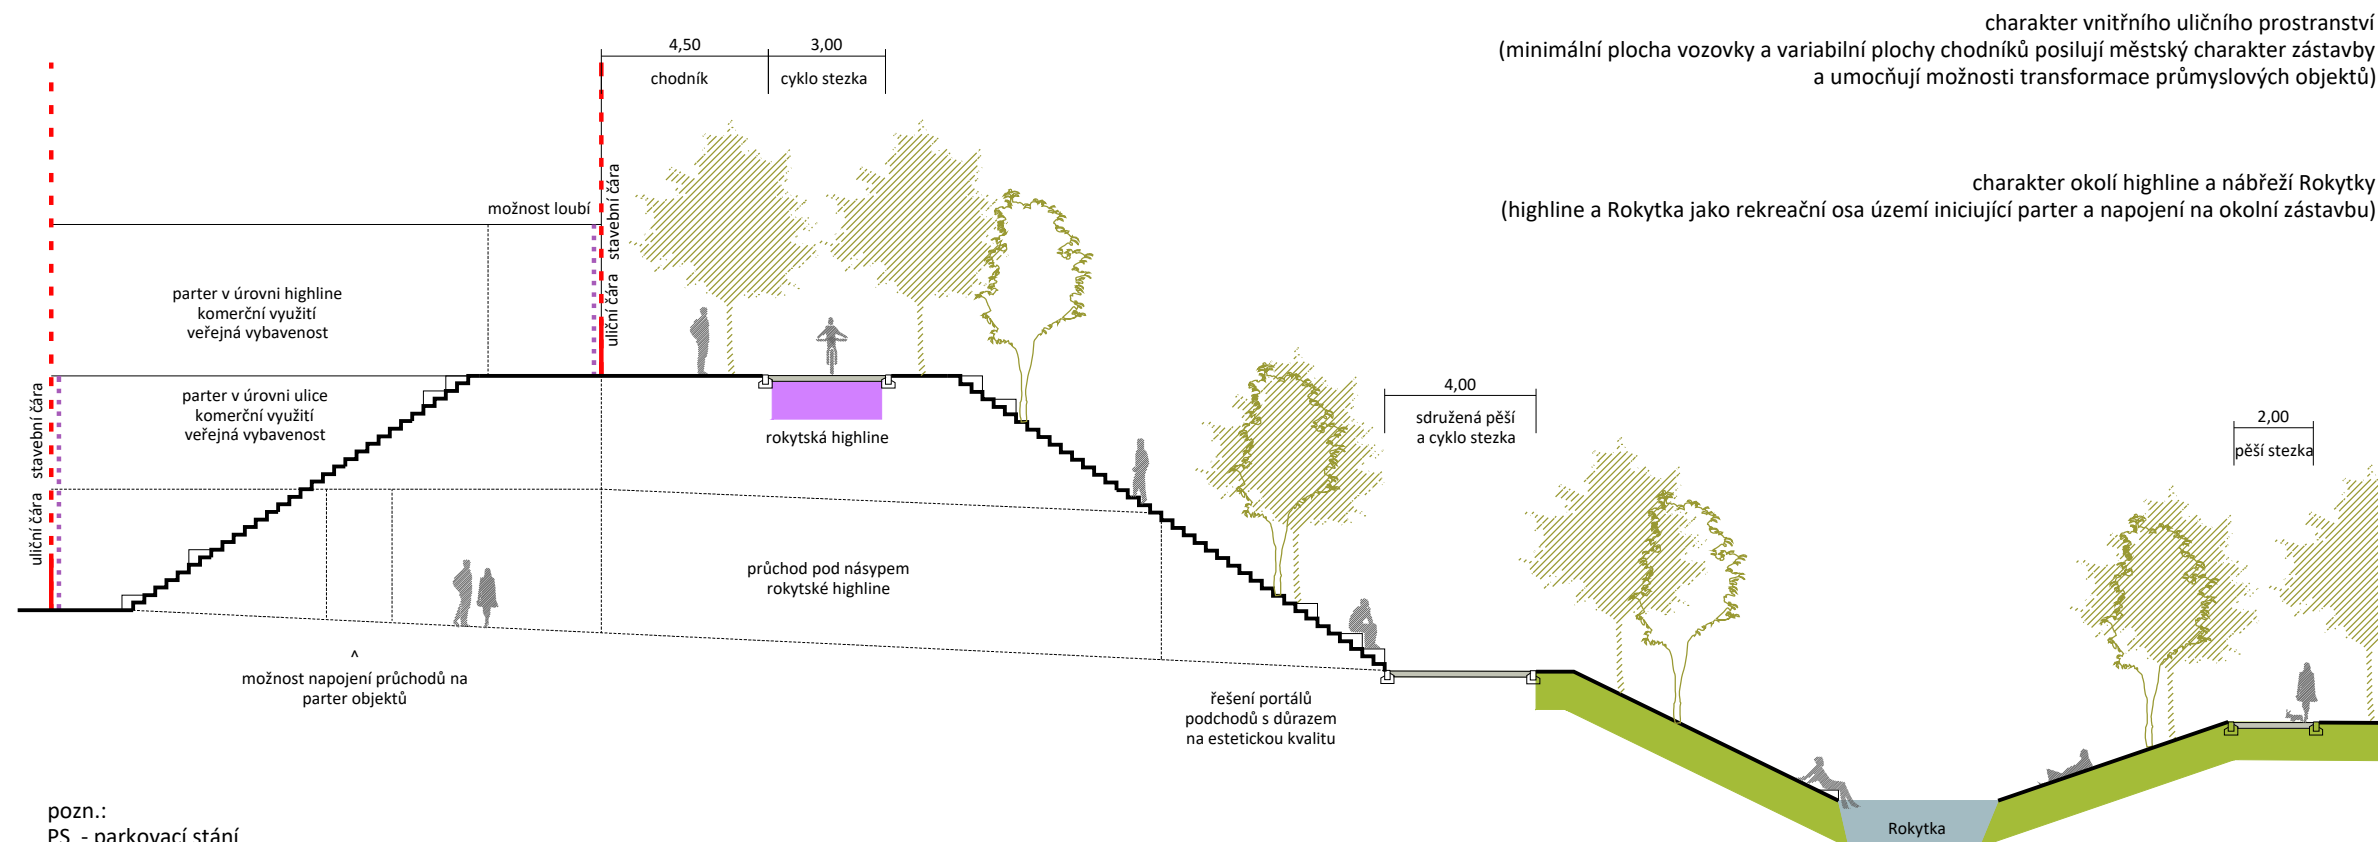 charakter vnitřního uličního prostranství
(minimální plocha vozovky a variabilní plochy chodníků posilují městský charakter zástavby
a umocňují možnosti transformace průmyslových objektů)
4,50
3,00
chodník
cyklo stezka
charakter okolí highline a nábřeží Rokytky
(highline a Rokytka jako rekreační osa území iniciující parter a napojení na okolní zástavbu)
možnost loubí
uliční čára stavební čára
parter v úrovni highline
komerční využití
veřejná vybavenost
uliční čára stavební čára
parter v úrovni ulice
komerční využití
veřejná vybavenost
rokytská highline
4,00
sdružená pěší
a cyklo stezka
2,00
pěší stezka
průchod pod násypem
rokytské highline
^
možnost napojení průchodů na
parter objektů
řešení portálů
podchodů s důrazem
na estetickou kvalitu
Rokytka
pozn.:
PS - parkovací stání